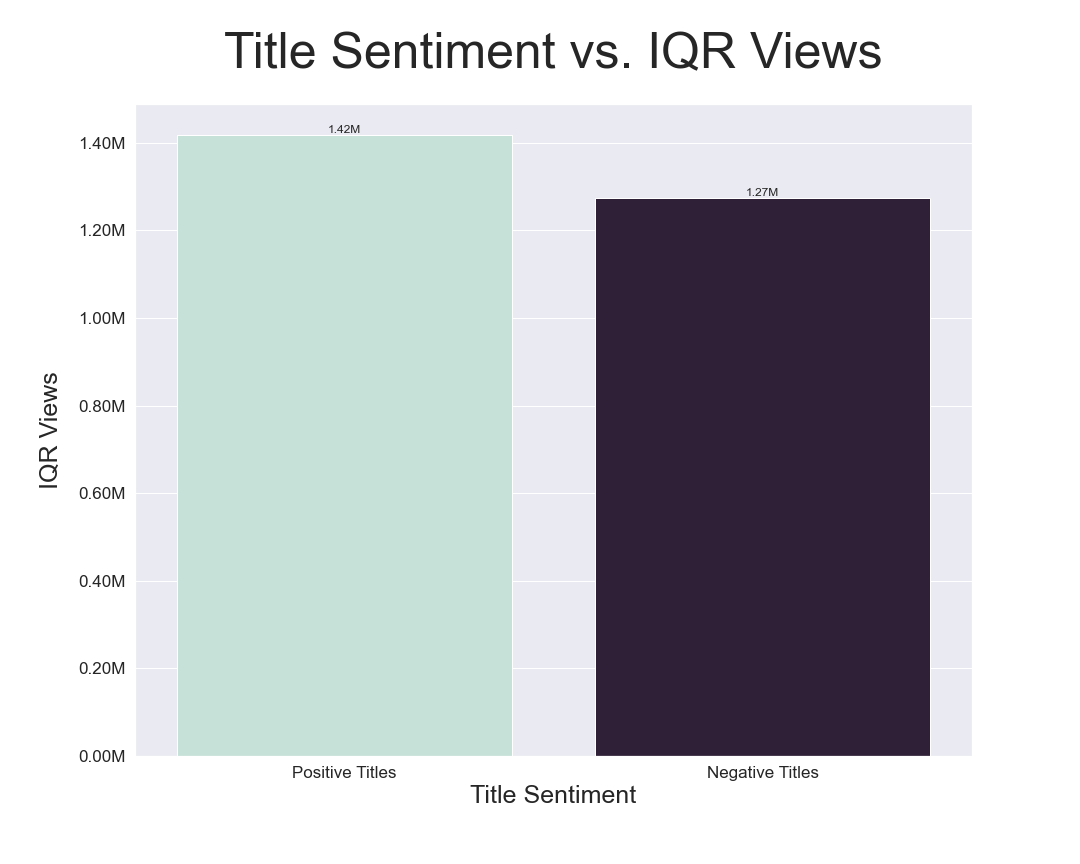 Title Sentiment vs. IQR Views
1.42M
1.27M
1.40M
1.20M
1.00M
0.80M
0.60M
0.40M
0.20M
0.00M
IQR Views
Positive Titles
Negative Titles
Title Sentiment